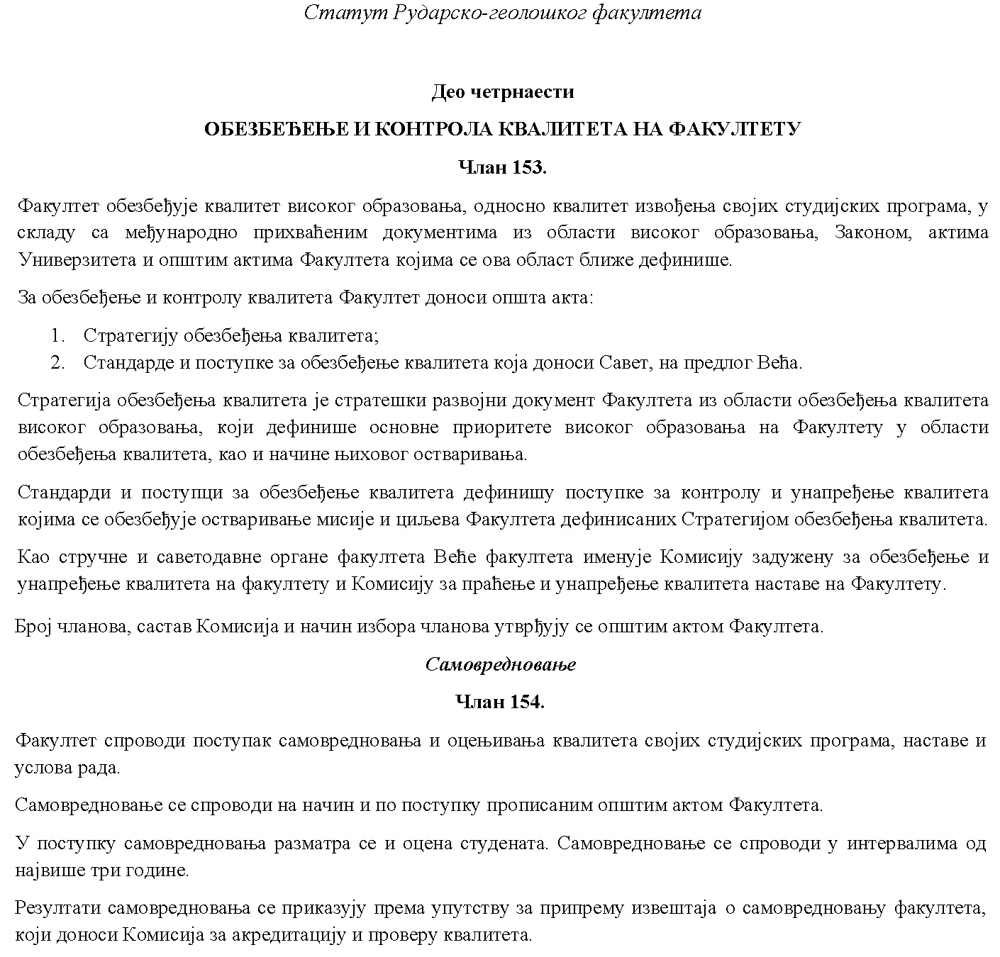 Статут Рударско-геолошког факултета
Део четрнаести
ОБЕЗБЕЂЕЊЕ И КОНТРОЛА КВАЛИТЕТА НА ФАКУЛТЕТУ
Члан 153.
Факултет обезбеђује квалитет високог образовања, односно квалитет извођења својих студијских програма, у
складу са међународно прихваћеним документима из области високог образовања, Законом, актима
Универзитета и општим актима Факултета којима се ова област ближе дефинише.
За обезбеђење и контролу квалитета Факултет доноси општа акта:
1. Стратегију обезбеђења квалитета;
2. Стандарде и поступке за обезбеђење квалитета која доноси Савет, на предлог Већа.
Стратегија обезбеђења квалитета је стратешки развојни документ Факултета из области обезбеђења квалитета
високог образовања, који дефинише основне приоритете високог образовања на Факултету у области
обезбеђења квалитета, као и начине њиховог остваривања.
Стандарди и поступци за обезбеђење квалитета дефинишу поступке за контролу и унапређење квалитета
којима се обезбеђује остваривање мисије и циљева Факултета дефинисаних Стратегијом обезбеђења квалитета.
Као стручне и саветодавне органе факултета Веће факултета именује Комисију задужену за обезбеђење и
унапређење квалитета на факултету и Комисију за праћење и унапређење квалитета наставе на Факултету.
Број чланова, састав Комисија и начин избора чланова утврђују се општим актом Факултета.
Самовредновање
Члан 154.
Факултет спроводи поступак самовредновања и оцењивања квалитета својих студијских програма, наставе и
услова рада.
Самовредновање се спроводи на начин и по поступку прописаним општим актом Факултета.
У поступку самовредновања разматра се и оцена студената. Самовредновање се спроводи у интервалима од
највише три године.
Резултати самовредновања се приказују према упутству за припрему извештаја о самовредновању факултета,
који доноси Комисија за акредитацију и проверу квалитета.